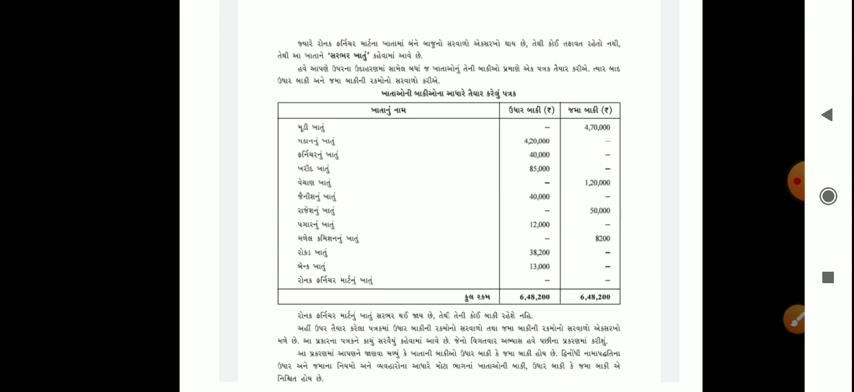 જ્યારે રોનક ફર્નિચર માર્ટના ખાતામાં બંને બાજુનો સરવાળો એકસરખો થાય છે, તેથી કોઈ તફાવત રહેતો નથી,
તેથી આ ખાતાને ‘સરભર ખાતું’ કહેવામાં આવે છે.
હવે આપણે ઉપરના ઉદાહરણમાં સામેલ બધાં જ ખાતાઓનું તેની બાકીઓ પ્રમાણે એક પત્રક તૈયાર કરીએ. ત્યાર બાદ
ઉધાર બાકી અને જમા બાકીની રકમોનો સરવાળો કરીએ.
ખાતાઓની બાકીઓના આધારે તૈયાર કરેલું પત્રક
ખાતાનું નામ ઉધાર બાકી (₹) જમા બાકી (₹)
મૂડી ખાતું – 4,70,000
મકાનનું ખાતું 4,20,000 –
ફર્નિચરનું ખાતું 40,000 –
ખરીદ ખાતું 85,000 –
વેચાણ ખાતું – 1,20,000
જૈનીશનું ખાતું 40,000 –
રાજેશનું ખાતું – 50,000
પગારનું ખાતું 12,000 –
મળેલ કમિશનનું ખાતું – 8200
રોકડ ખાતું 38,200 –
બેન્ક ખાતું 13,000 –
રોનક ફર્નિચર માર્ટનું ખાતું – –
કુલ રકમ 6,48,200 6,48,200
રોનક ફર્નિચર માર્ટનું ખાતું સરભર થઈ જાય છે, તેથી તેની કોઈ બાકી રહેશે નહિ.
અહીં ઉપર તૈયાર કરેલા પત્રકમાં ઉધાર બાકીની રકમોનો સરવાળો તથા જમા બાકીની રકમોનો સરવાળો એકસરખો
મળે છે. આ પ્રકારના પત્રકને કાચું સરવૈયું કહેવામાં આવે છે. જેનો વિગતવાર અભ્યાસ હવે પછીના પ્રકરણમાં કરીશું.
આ પ્રકરણમાં આપણને જાણવા મળ્યું કે ખાતાની બાકીઓ ઉધાર બાકી કે જમા બાકી હોય છે. દ્વિનોંધી નામાપદ્ધતિના
ઉધાર અને જમાના નિયમો અને વ્યવહારોના આધારે મોટા ભાગનાં ખાતાઓની બાકી, ઉધાર બાકી કે જમા બાકી એ
નિશ્ચિત હોય છે.